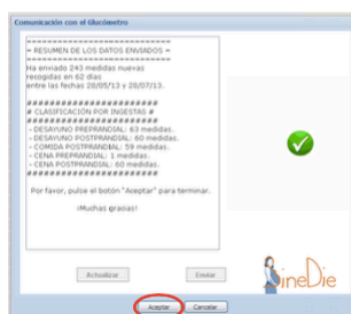 Comunicación con el Glucómetro
==========================
= RESUMEN DE LOS DATOS ENVIADOS =
==========================
Ha enviado 243 medidas nuevas
recogidas en 62 días
entre las fechas 28/05/13 y 28/07/13.
########################
# CLASIFICACIÓN POR INGESTAS #
########################
- DESAYUNO PREPRANDIAL: 63 medidas.
- DESAYUNO POSTPRANDIAL: 60 medidas.
- COMIDA POSTPRANDIAL: 59 medidas.
- CENA PREPRANDIAL: 1 medidas.
- CENA POSTPRANDIAL: 60 medidas.
########################
Por favor, pulse el botón "Aceptar" para terminar.
¡Muchas gracias!
Actualizar
Enviar
SineDie
Aceptar
Cancelar